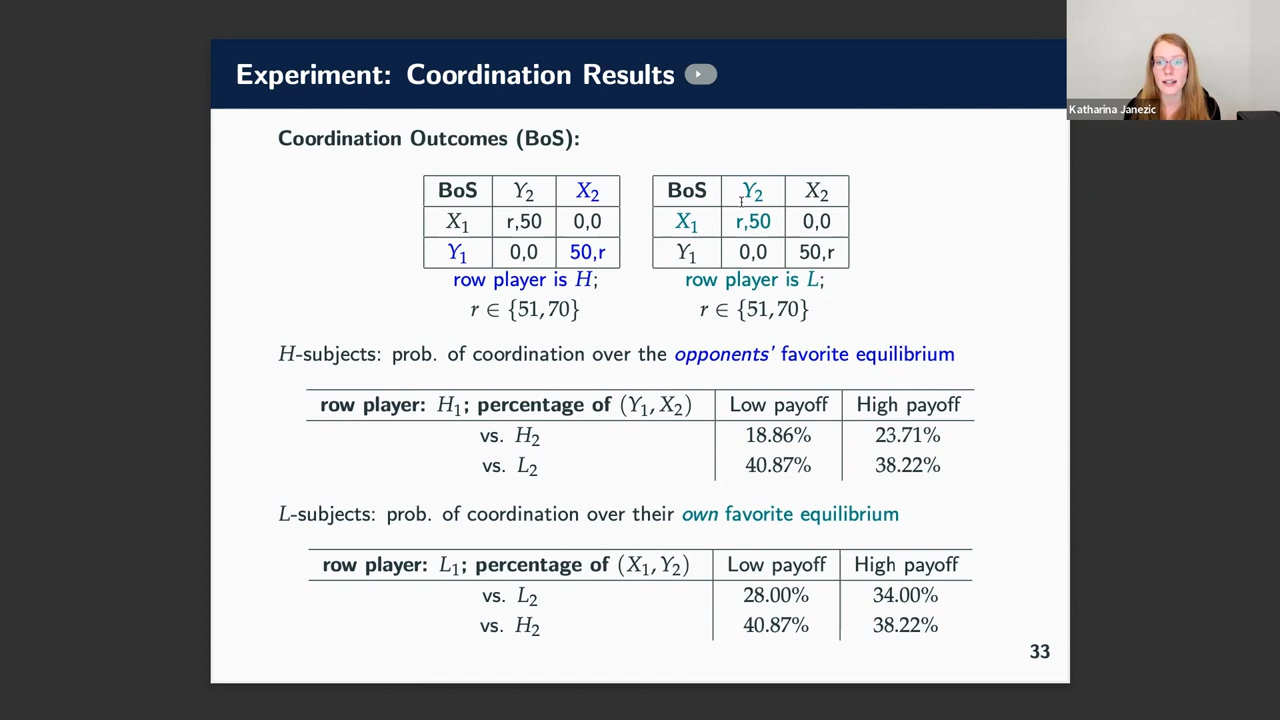 Experiment: Coordination Results
Katharina Janezic
Coordination Outcomes (BoS):
BoS Y₂ X₂
X₁ r,50 0,0
Y₁ 0,0 50,r
row player is H;
r ∈ {51, 70}
BoS Y₂ X₂
X₁ r,50 0,0
Y₁ 0,0 50,r
row player is L;
r ∈ {51, 70}
H-subjects: prob. of coordination over the opponents' favorite equilibrium
row player: H₁; percentage of (Y₁, X₂) Low payoff High payoff
vs. H₂ 18.86% 23.71%
vs. L₂ 40.87% 38.22%
L-subjects: prob. of coordination over their own favorite equilibrium
row player: L₁; percentage of (X₁, Y₂) Low payoff High payoff
vs. L₂ 28.00% 34.00%
vs. H₂ 40.87% 38.22%
33